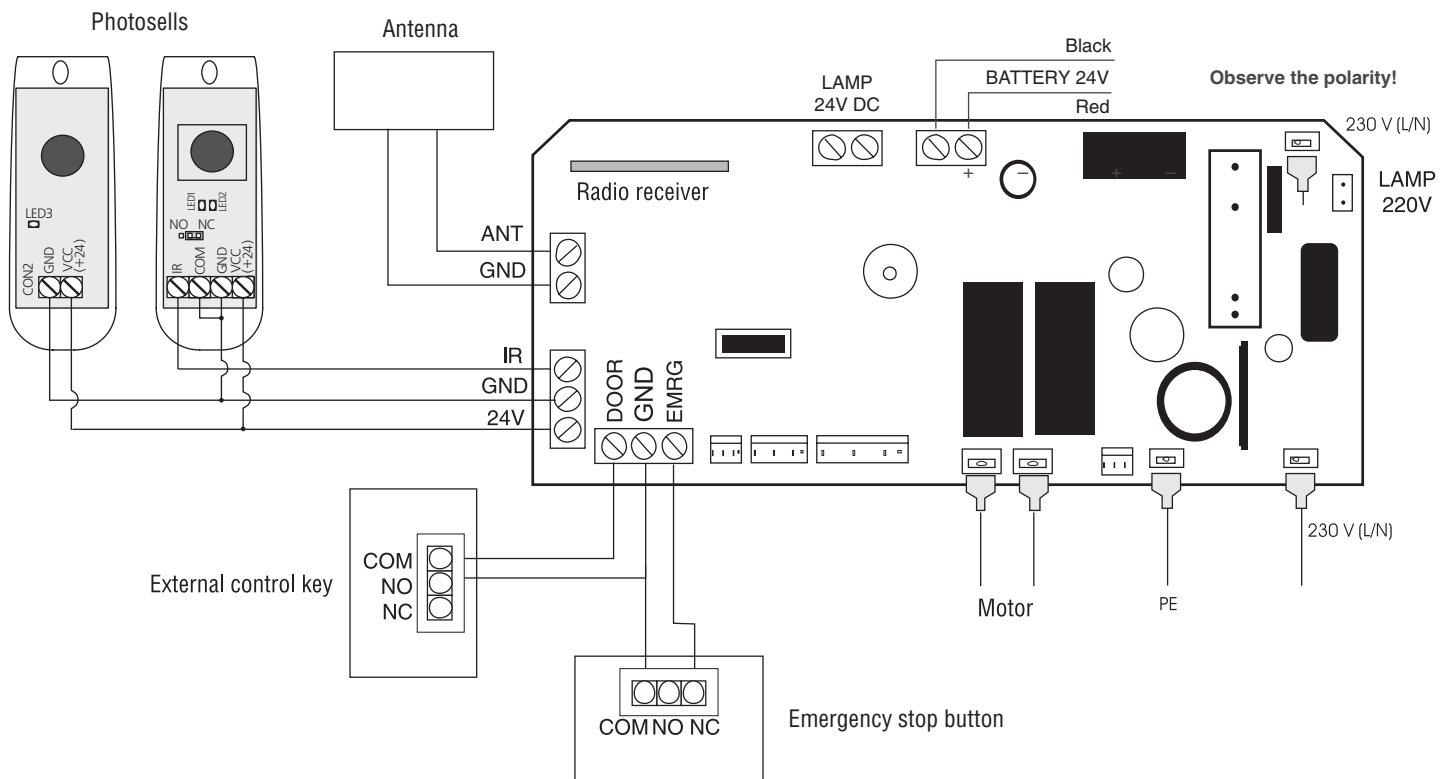 Photosells
Antenna
Black
LAMP
24V DC
BATTERY 24V
Observe the polarity!
Red
230 V (L/N)
+ −
+ −
LAMP
220V
Radio receiver
LED1
LED2
LED3
NO NC
CON2
GND
VCC
(+24)
IR
COM
GND
VCC
(+24)
ANT
GND
IR
GND
24V
DOOR
GND
EMRG
External control key
COM
NO
NC
Motor
PE
230 V (L/N)
COM NO NC
Emergency stop button